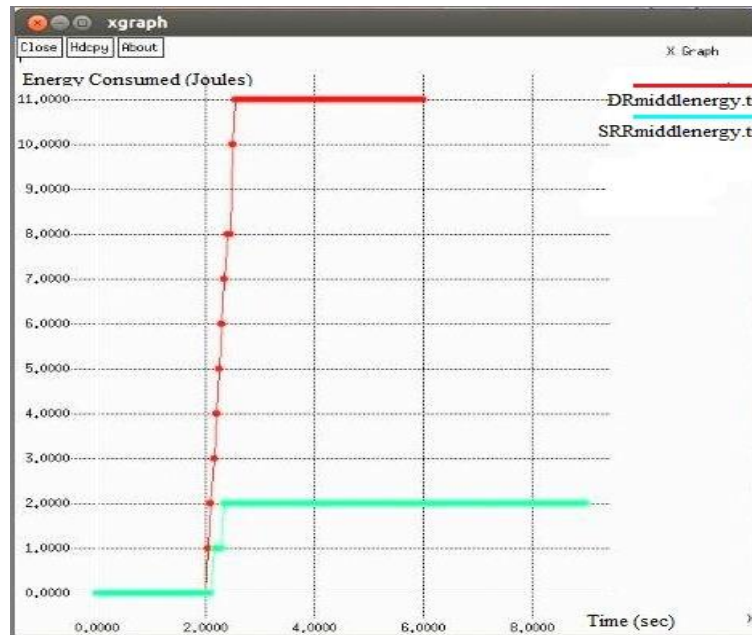 xgraph
Close Hdcpy About
X Graph
Energy Consumed (Joules)
DRmiddlenergy.t
SRRmiddlenergy.t
11.0000
10.0000
9.0000
8.0000
7.0000
6.0000
5.0000
4.0000
3.0000
2.0000
1.0000
0.0000
0.0000 2.0000 4.0000 6.0000 8.0000
Time (sec)
X